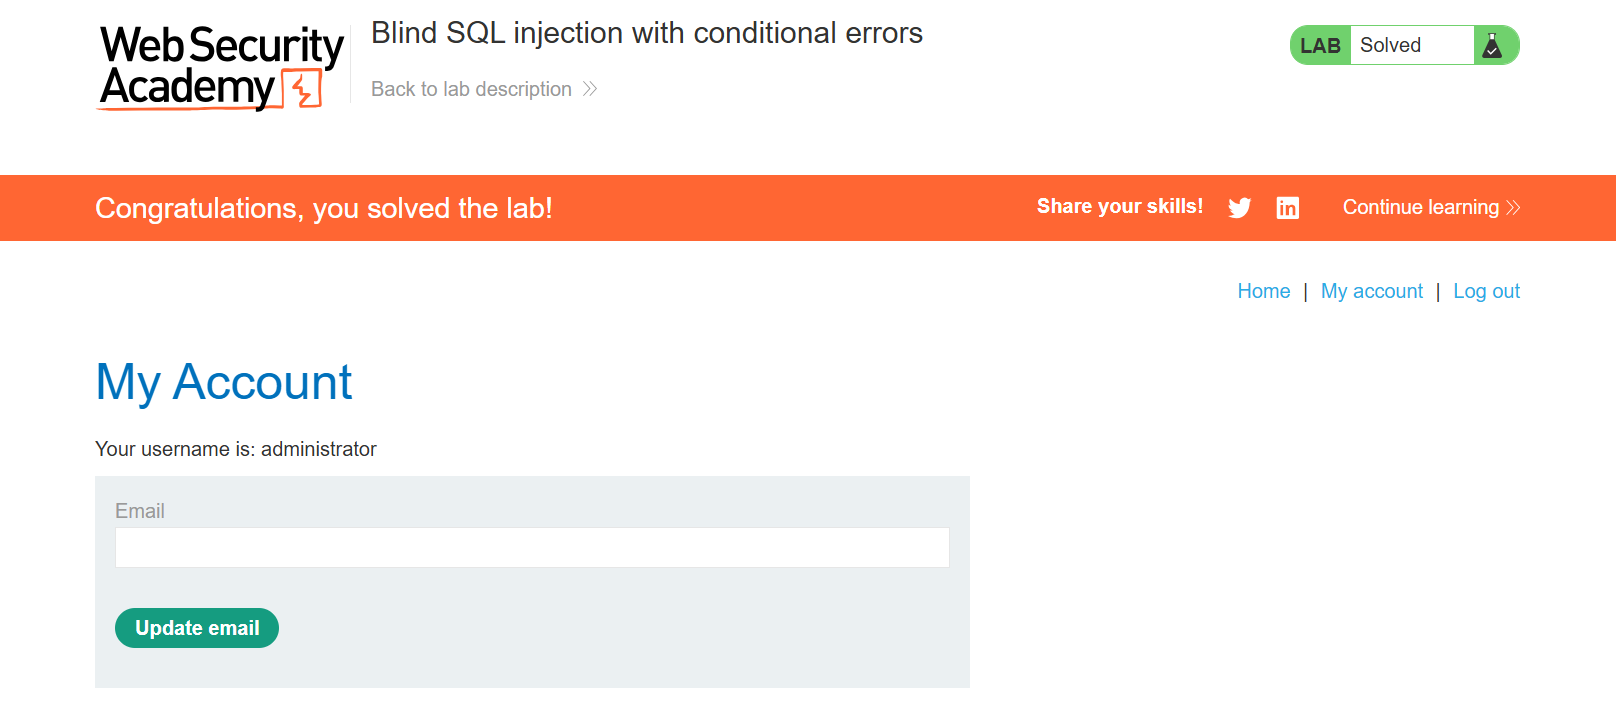 Web Security
Academy
Blind SQL injection with conditional errors
Back to lab description
LAB Solved
Congratulations, you solved the lab!
Share your skills!
Continue learning
Home | My account | Log out
My Account
Your username is: administrator
Email
Update email